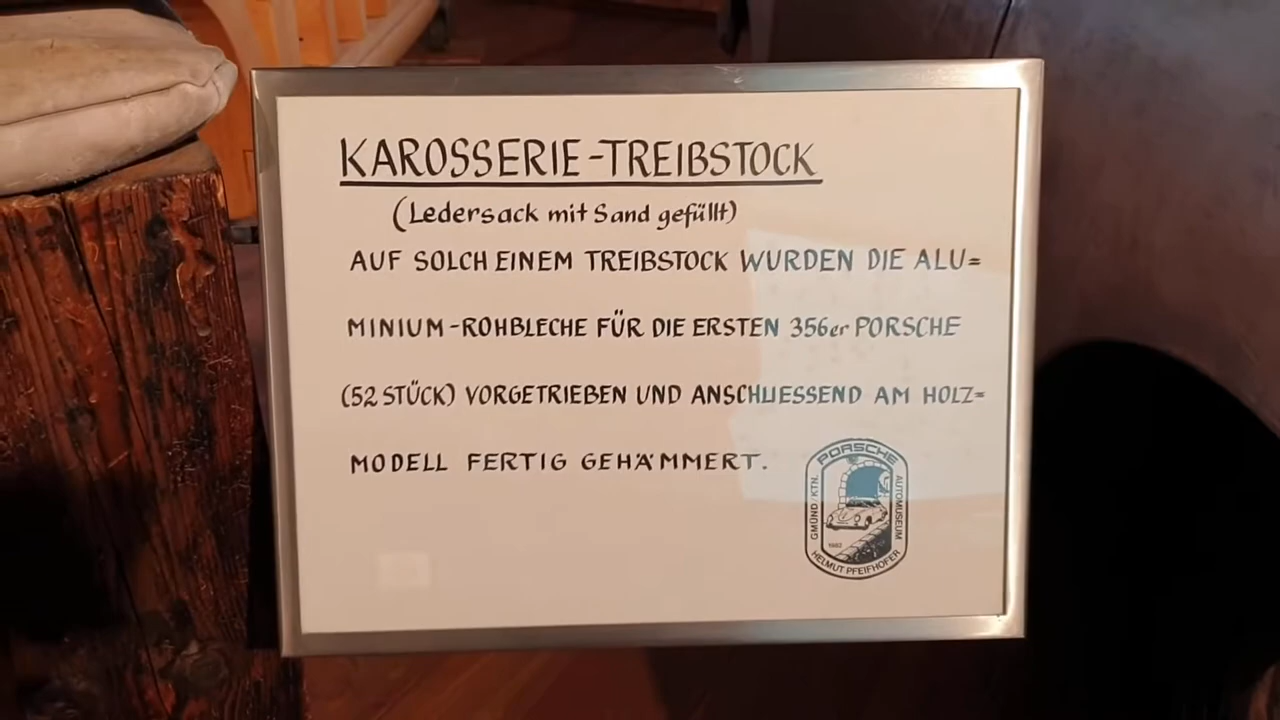 KAROSSERIE-TREIBSTOCK
(Ledersack mit Sand gefüllt)
AUF SOLCH EINEM TREIBSTOCK WURDEN DIE ALU=
MINIUM-ROHBLECHE FÜR DIE ERSTEN 356er PORSCHE
(52 STÜCK) VORGETRIEBEN UND ANSCHLIESSEND AM HOLZ=
MODELL FERTIG GEHÄMMERT.
PORSCHE
GMÜND/KTN.
AUTOMUSEUM
1982
HELMUT PFEIFHOFER